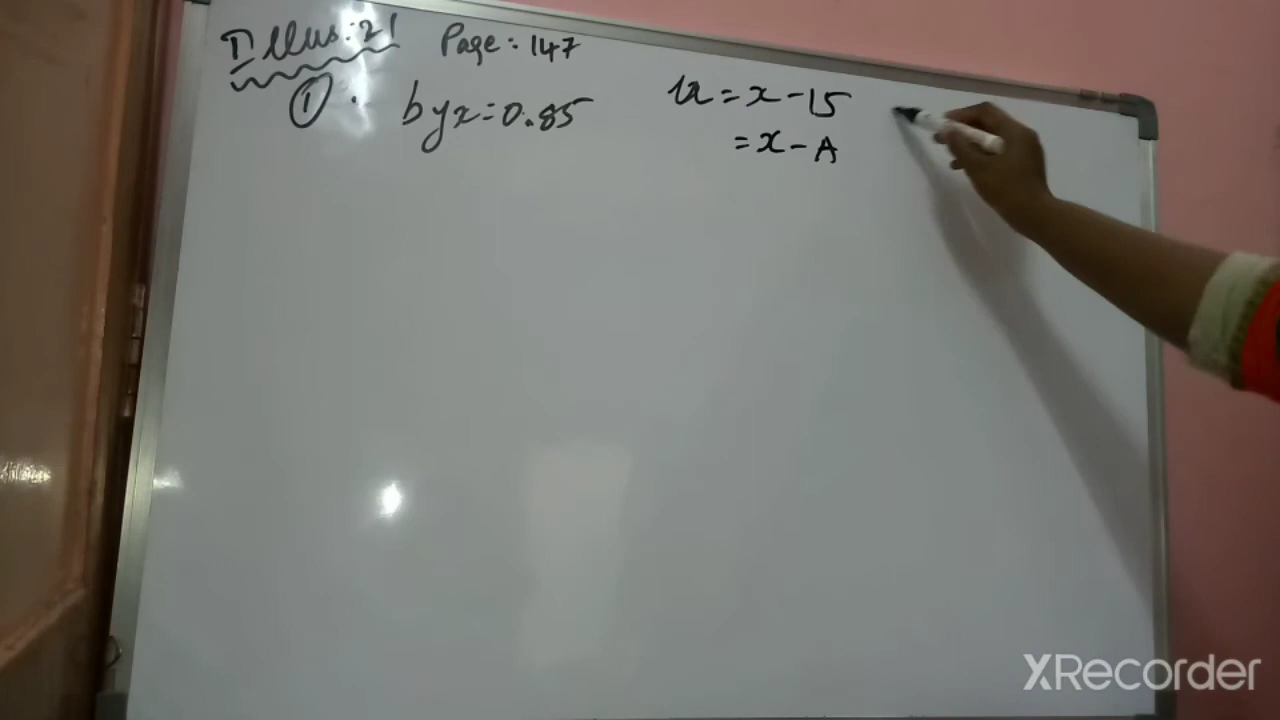 Illus: 21 Page: 147
① . byx = 0.85 u = x - 15
= x - A
XRecorder